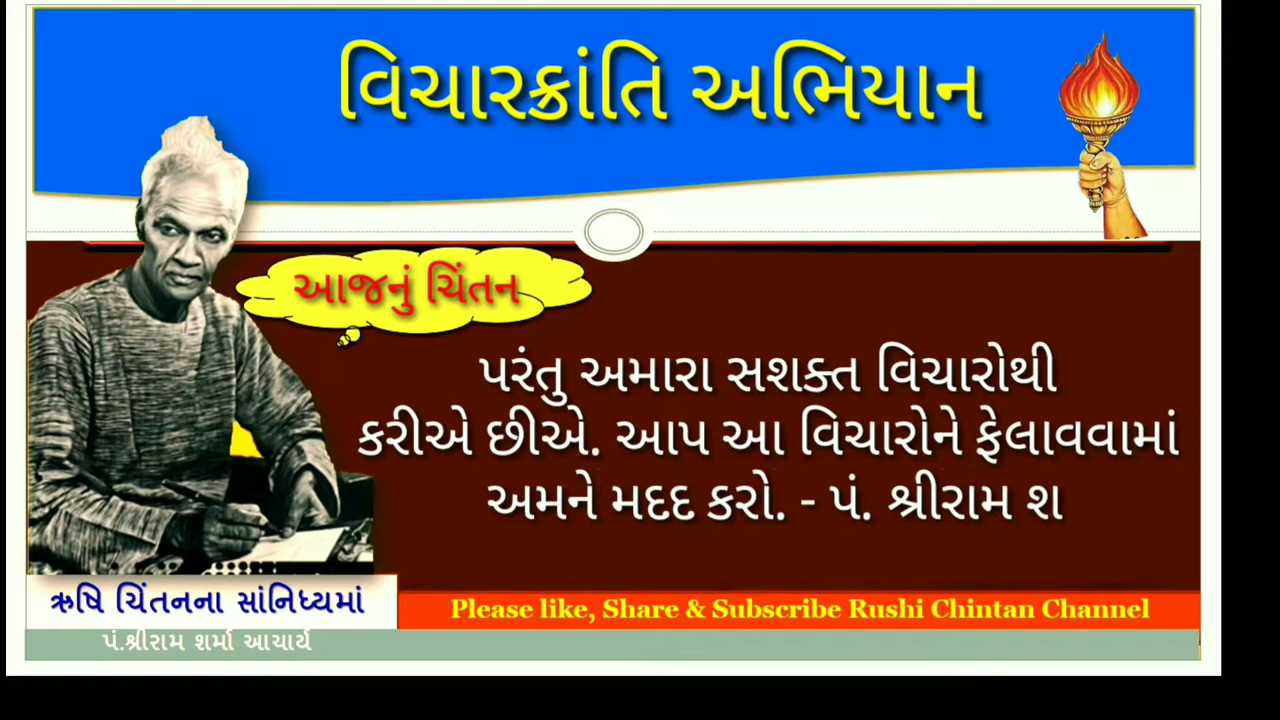 વિચારક્રાંતિ અભિયાન
આજનું ચિંતન
પરંતુ અમારા સશક્ત વિચારોથી
કરીએ છીએ. આપ આ વિચારોને ફેલાવવામાં
અમને મદદ કરો. - પં. શ્રીરામ શ
ઋષિ ચિંતનના સાંનિધ્યમાં
Please like, Share & Subscribe Rushi Chintan Channel
પં.શ્રીરામ શર્મા આચાર્ય